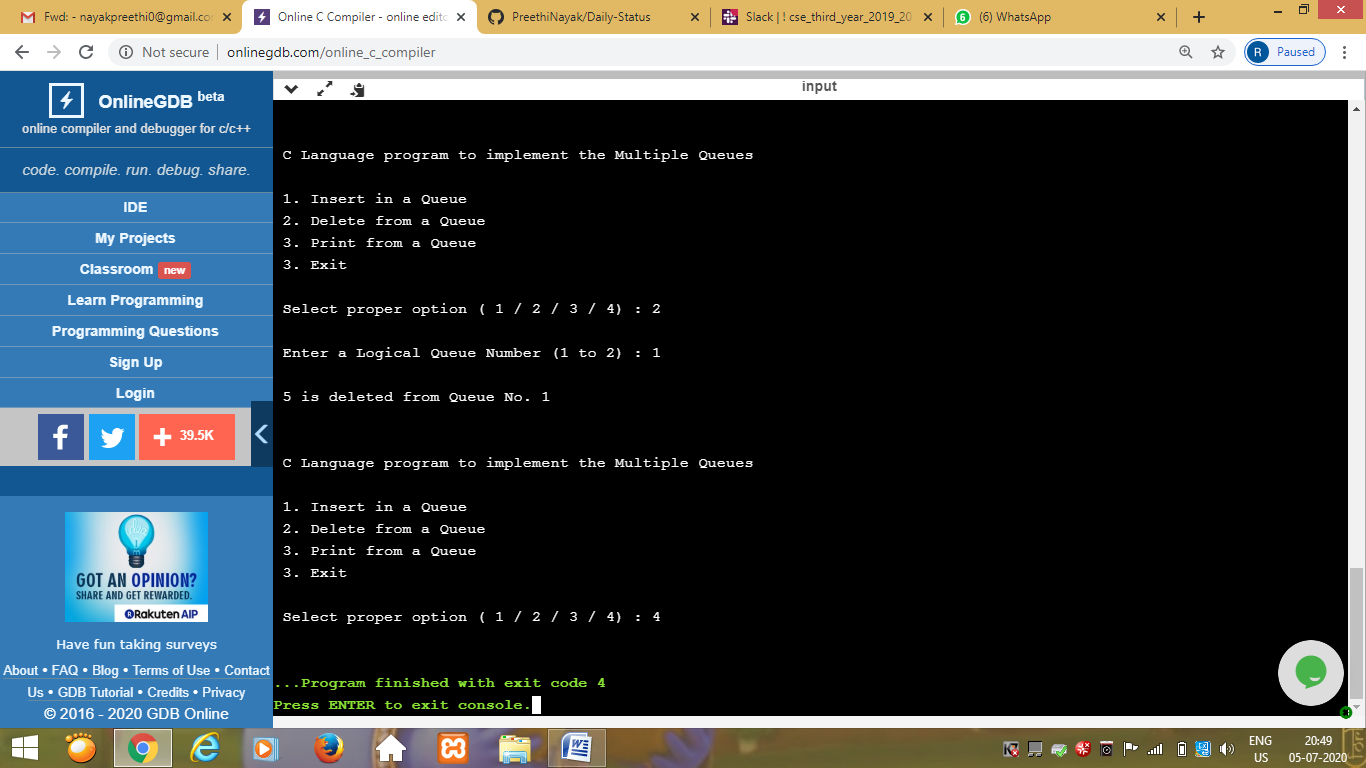 Fwd: - nayakpreethi0@gmail.co
Online C Compiler - online edito
PreethiNayak/Daily-Status
Slack | ! cse_third_year_2019_20
(6) WhatsApp
Not secure
onlinegdb.com/online_c_compiler
R
Paused
OnlineGDB beta
online compiler and debugger for c/c++
code. compile. run. debug. share.
IDE
My Projects
Classroom new
Learn Programming
Programming Questions
Sign Up
Login
39.5K
GOT AN OPINION?
SHARE AND GET REWARDED.
Rakuten AIP
Have fun taking surveys
About • FAQ • Blog • Terms of Use • Contact
Us • GDB Tutorial • Credits • Privacy
© 2016 - 2020 GDB Online
input
C Language program to implement the Multiple Queues
1. Insert in a Queue
2. Delete from a Queue
3. Print from a Queue
3. Exit
Select proper option ( 1 / 2 / 3 / 4) : 2
Enter a Logical Queue Number (1 to 2) : 1
5 is deleted from Queue No. 1
C Language program to implement the Multiple Queues
1. Insert in a Queue
2. Delete from a Queue
3. Print from a Queue
3. Exit
Select proper option ( 1 / 2 / 3 / 4) : 4
...Program finished with exit code 4
Press ENTER to exit console.
ENG
US
20:49
05-07-2020